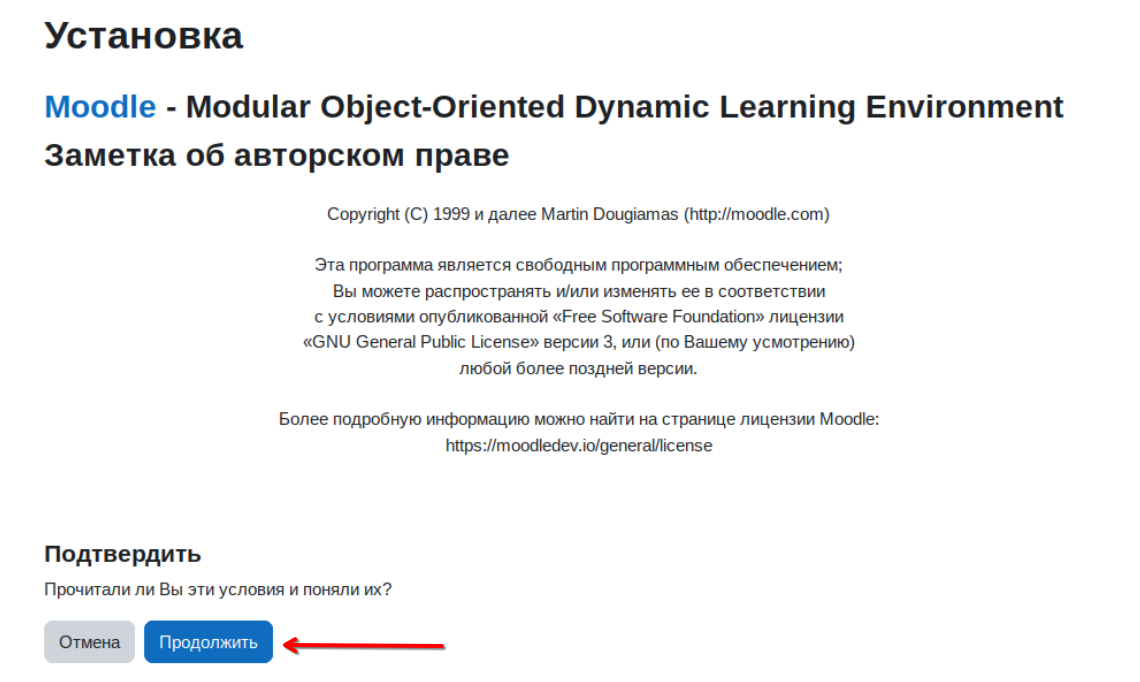 Установка
Moodle - Modular Object-Oriented Dynamic Learning Environment
Заметка об авторском праве
Copyright (C) 1999 и далее Martin Dougiamas (http://moodle.com)
Эта программа является свободным программным обеспечением;
Вы можете распространять и/или изменять ее в соответствии
с условиями опубликованной «Free Software Foundation» лицензии
«GNU General Public License» версии 3, или (по Вашему усмотрению)
любой более поздней версии.
Более подробную информацию можно найти на странице лицензии Moodle:
https://moodledev.io/general/license
Подтвердить
Прочитали ли Вы эти условия и поняли их?
Отмена Продолжить